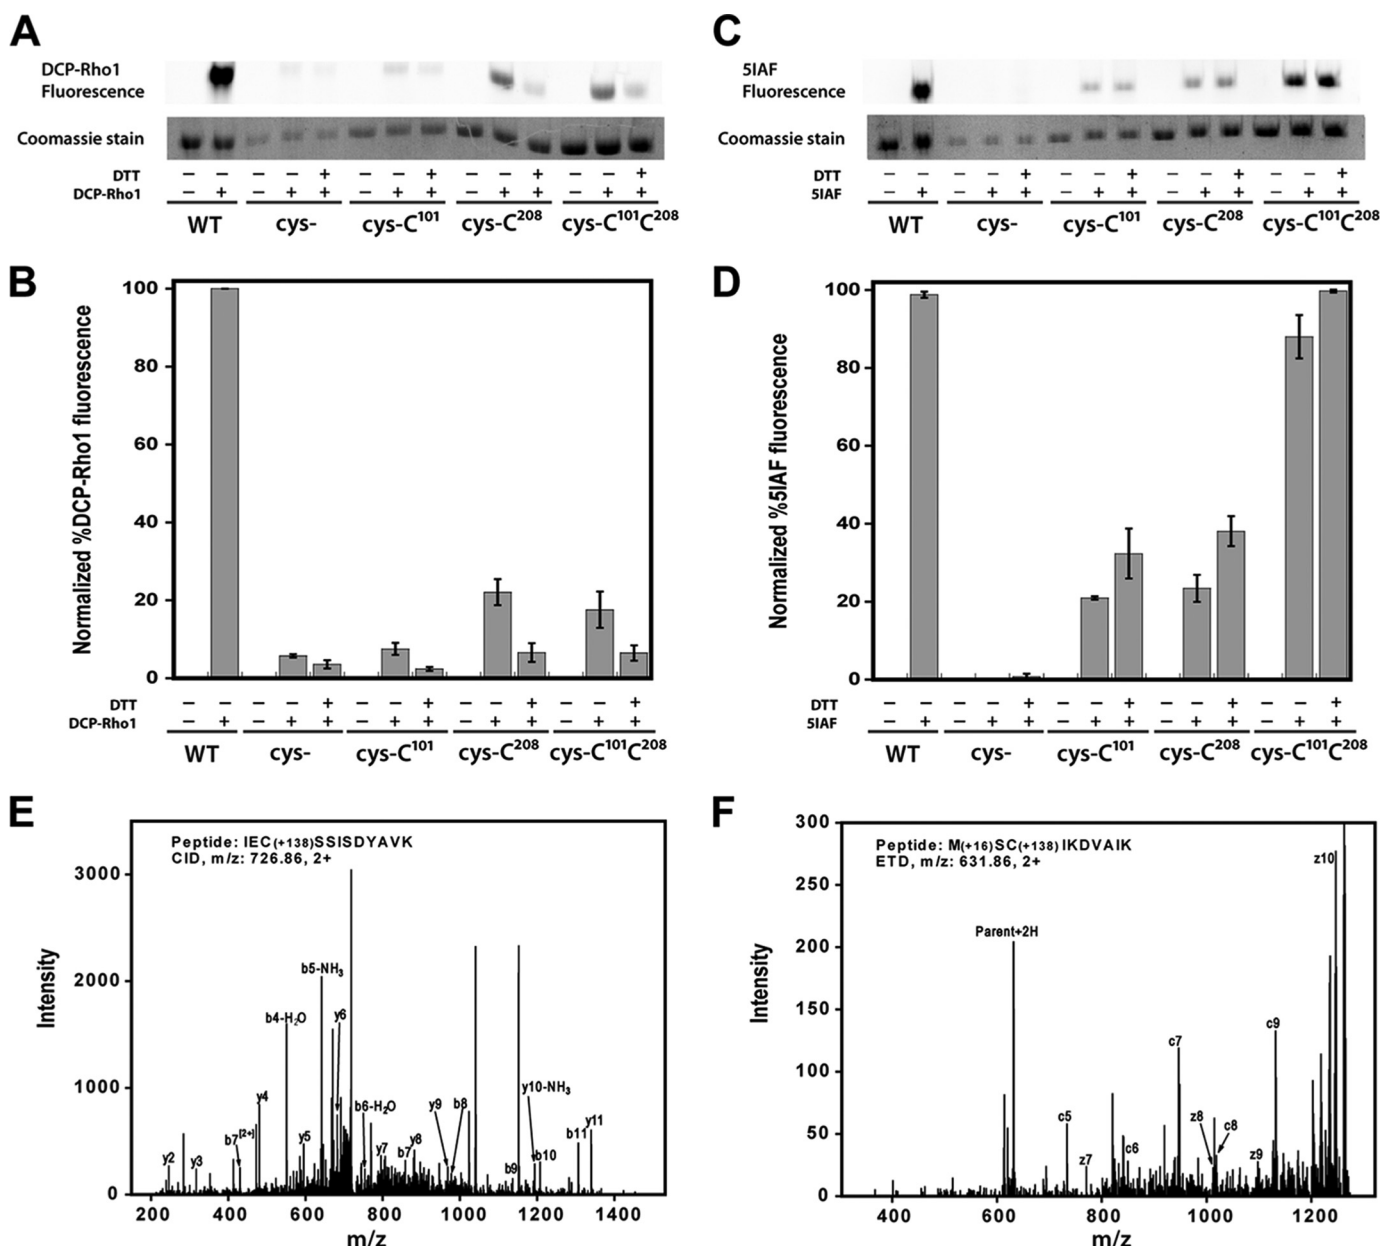 A
DCP-Rho1
Fluorescence
Coomassie stain
DTT – – – – + – – + – – + – – +
DCP-Rho1 – + – + + – + + – + + – + +
WT cys- cys-C101 cys-C208 cys-C101C208
C
5IAF
Fluorescence
Coomassie stain
DTT – – – – + – – + – – + – – +
5IAF – + – + + – + + – + + – + +
WT cys- cys-C101 cys-C208 cys-C101C208
B
Normalized %DCP-Rho1 fluorescence
100
80
60
40
20
0
DTT – – – – + – – + – – + – – +
DCP-Rho1 – + – + + – + + – + + – + +
WT cys- cys-C101 cys-C208 cys-C101C208
D
Normalized %5IAF fluorescence
100
80
60
40
20
0
DTT – – – – + – – + – – + – – +
5IAF – + – + + – + + – + + – + +
WT cys- cys-C101 cys-C208 cys-C101C208
E
Peptide: IEC(+138)SSISDYAVK
CID, m/z: 726.86, 2+
Intensity
3000
2000
1000
0
y2
y3
b7[2+]
y4
b4-H2O
y5
b5-NH3
y6
b6-H2O
y7
b7
y8
y9
b8
b9
y10-NH3
b10
b11
y11
200 400 600 800 1000 1200 1400
m/z
F
Peptide: M(+16)SC(+138)IKDVAIK
ETD, m/z: 631.86, 2+
Intensity
300
250
200
150
100
50
0
Parent+2H
c5
z7
c6
c7
z8
c8
z9
c9
z10
400 600 800 1000 1200
m/z